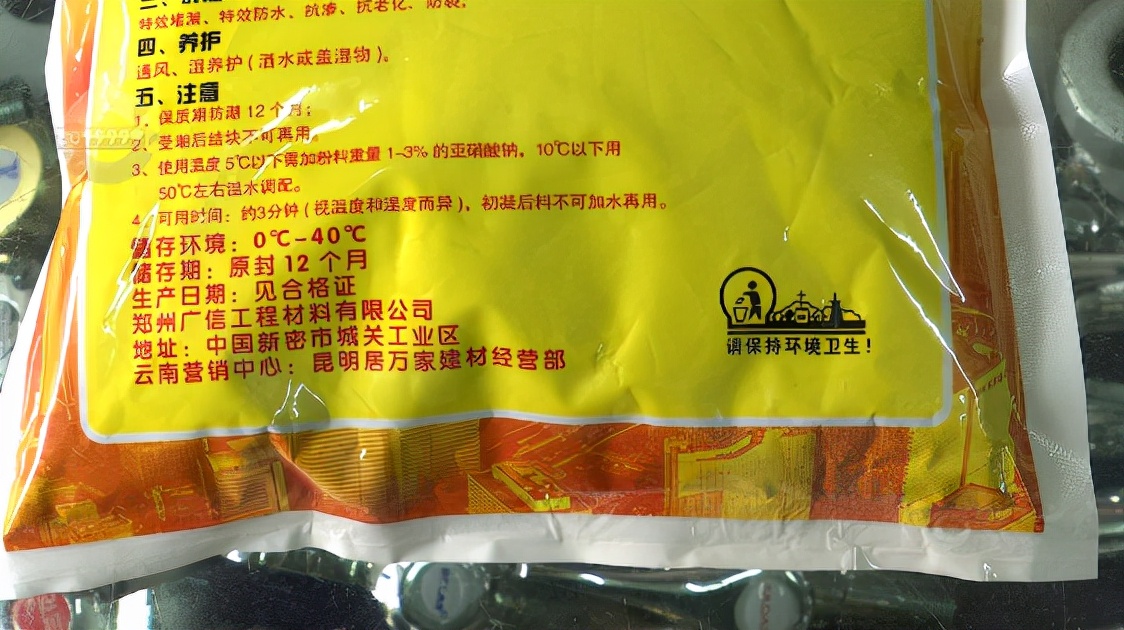 特效堵漏、特效防水、抗渗、抗老化、防裂。
四、养护
通风、湿养护(洒水或盖湿物)。
五、注意
1、保质期防潮12个月;
2、受潮后结块不可再用。
3、使用温度5℃以下需加粉料重量1-3%的亚硝酸钠，10℃以下用
50℃左右温水调配。
4、可用时间：约3分钟(视温度和湿度而异)，初凝后料不可加水再用。
储存环境：0℃-40℃
储存期：原封12个月
生产日期：见合格证
郑州广信工程材料有限公司
地址：中国新密市城关工业区
云南营销中心：昆明居万家建材经营部
请保持环境卫生!